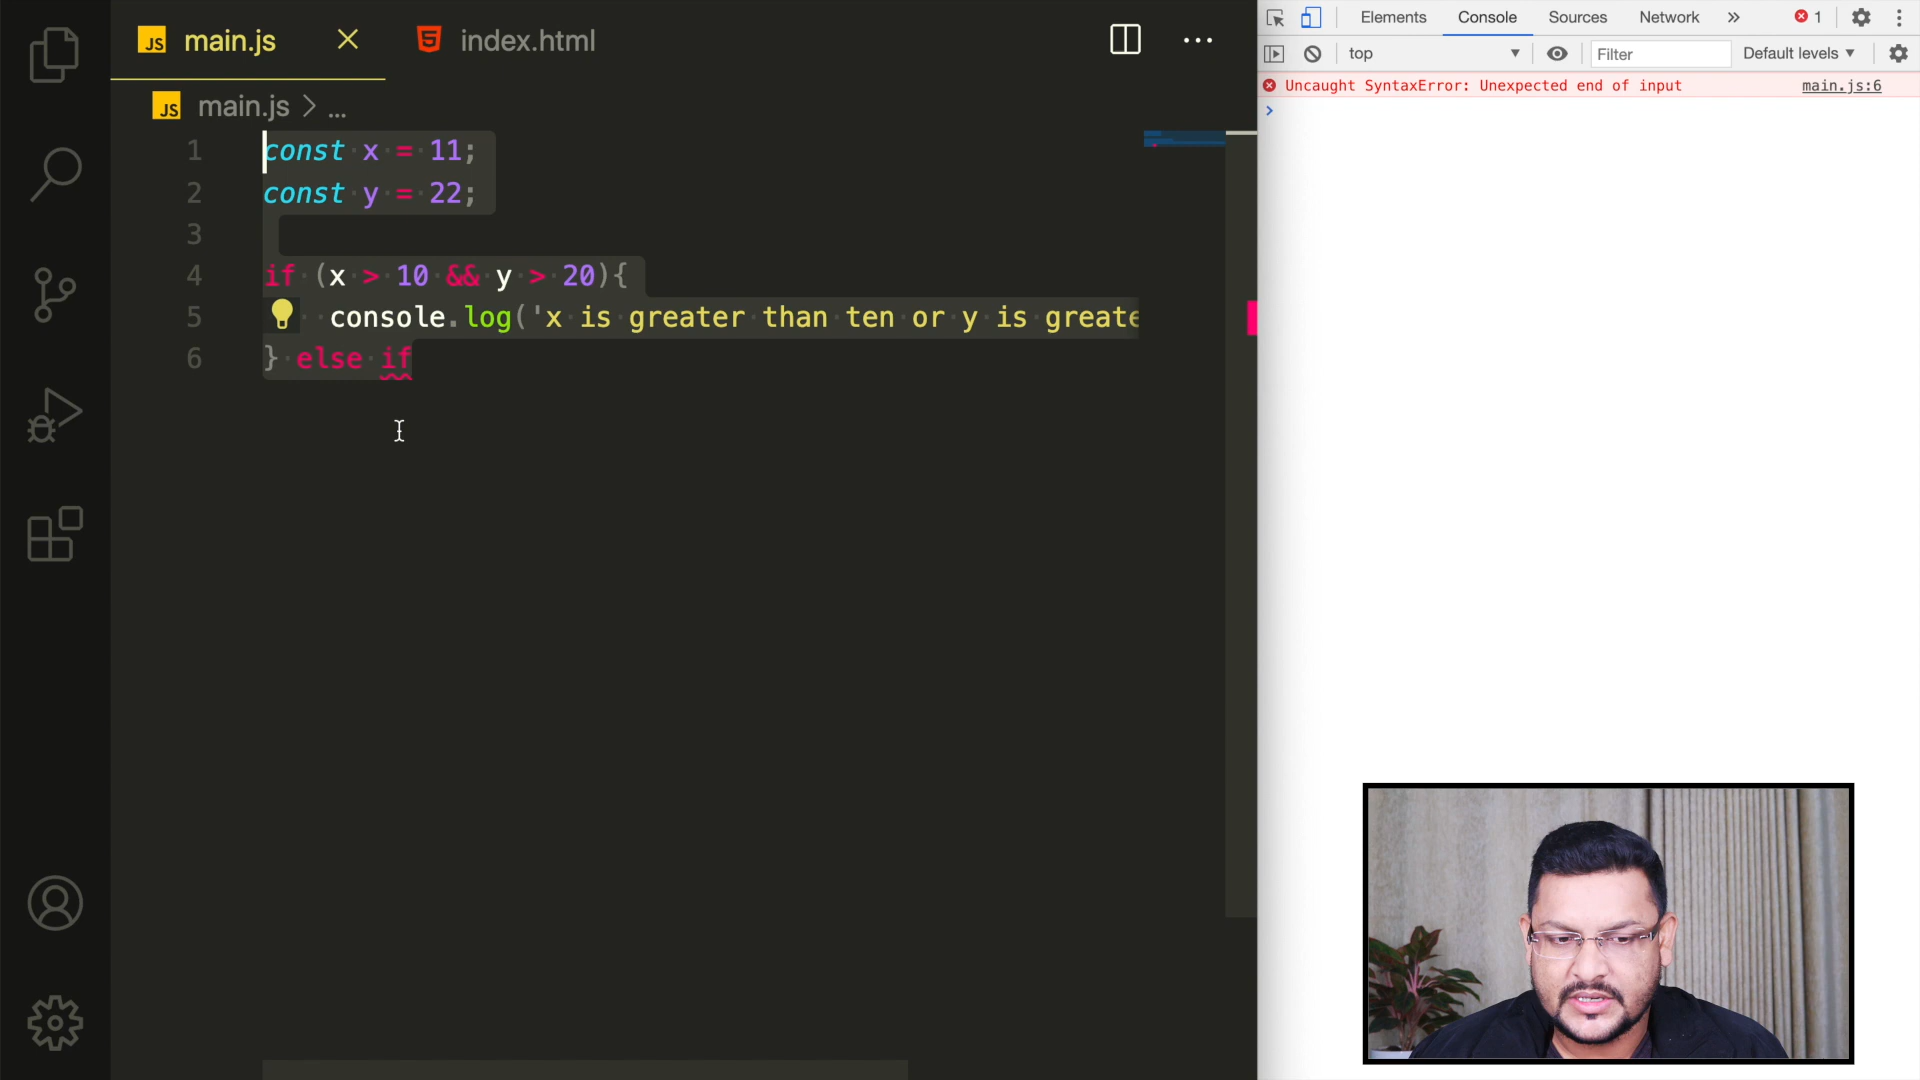 JS main.js index.html
JS main.js > ...
1 const x = 11;
2 const y = 22;
3
4 if (x > 10 && y > 20){
5 console.log('x is greater than ten or y is greate
6 } else if
Elements Console Sources Network » 1
top Filter Default levels
Uncaught SyntaxError: Unexpected end of input main.js:6